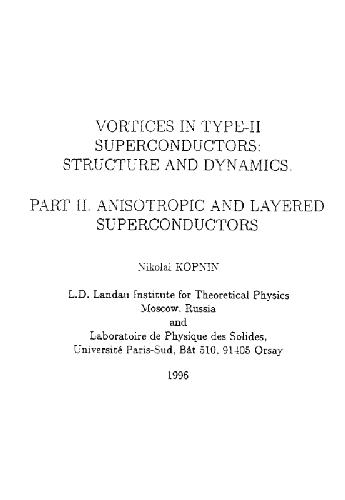 VORTICES IN TYPE-II
SUPERCONDUCTORS:
STRUCTURE AND DYNAMICS.
PART II. ANISOTROPIC AND LAYERED
SUPERCONDUCTORS
Nikolai KOPNIN
L.D. Landau Institute for Theoretical Physics
Moscow, Russia
and
Laboratoire de Physique des Solides,
Université Paris-Sud, Bât 510, 91405 Orsay
1996